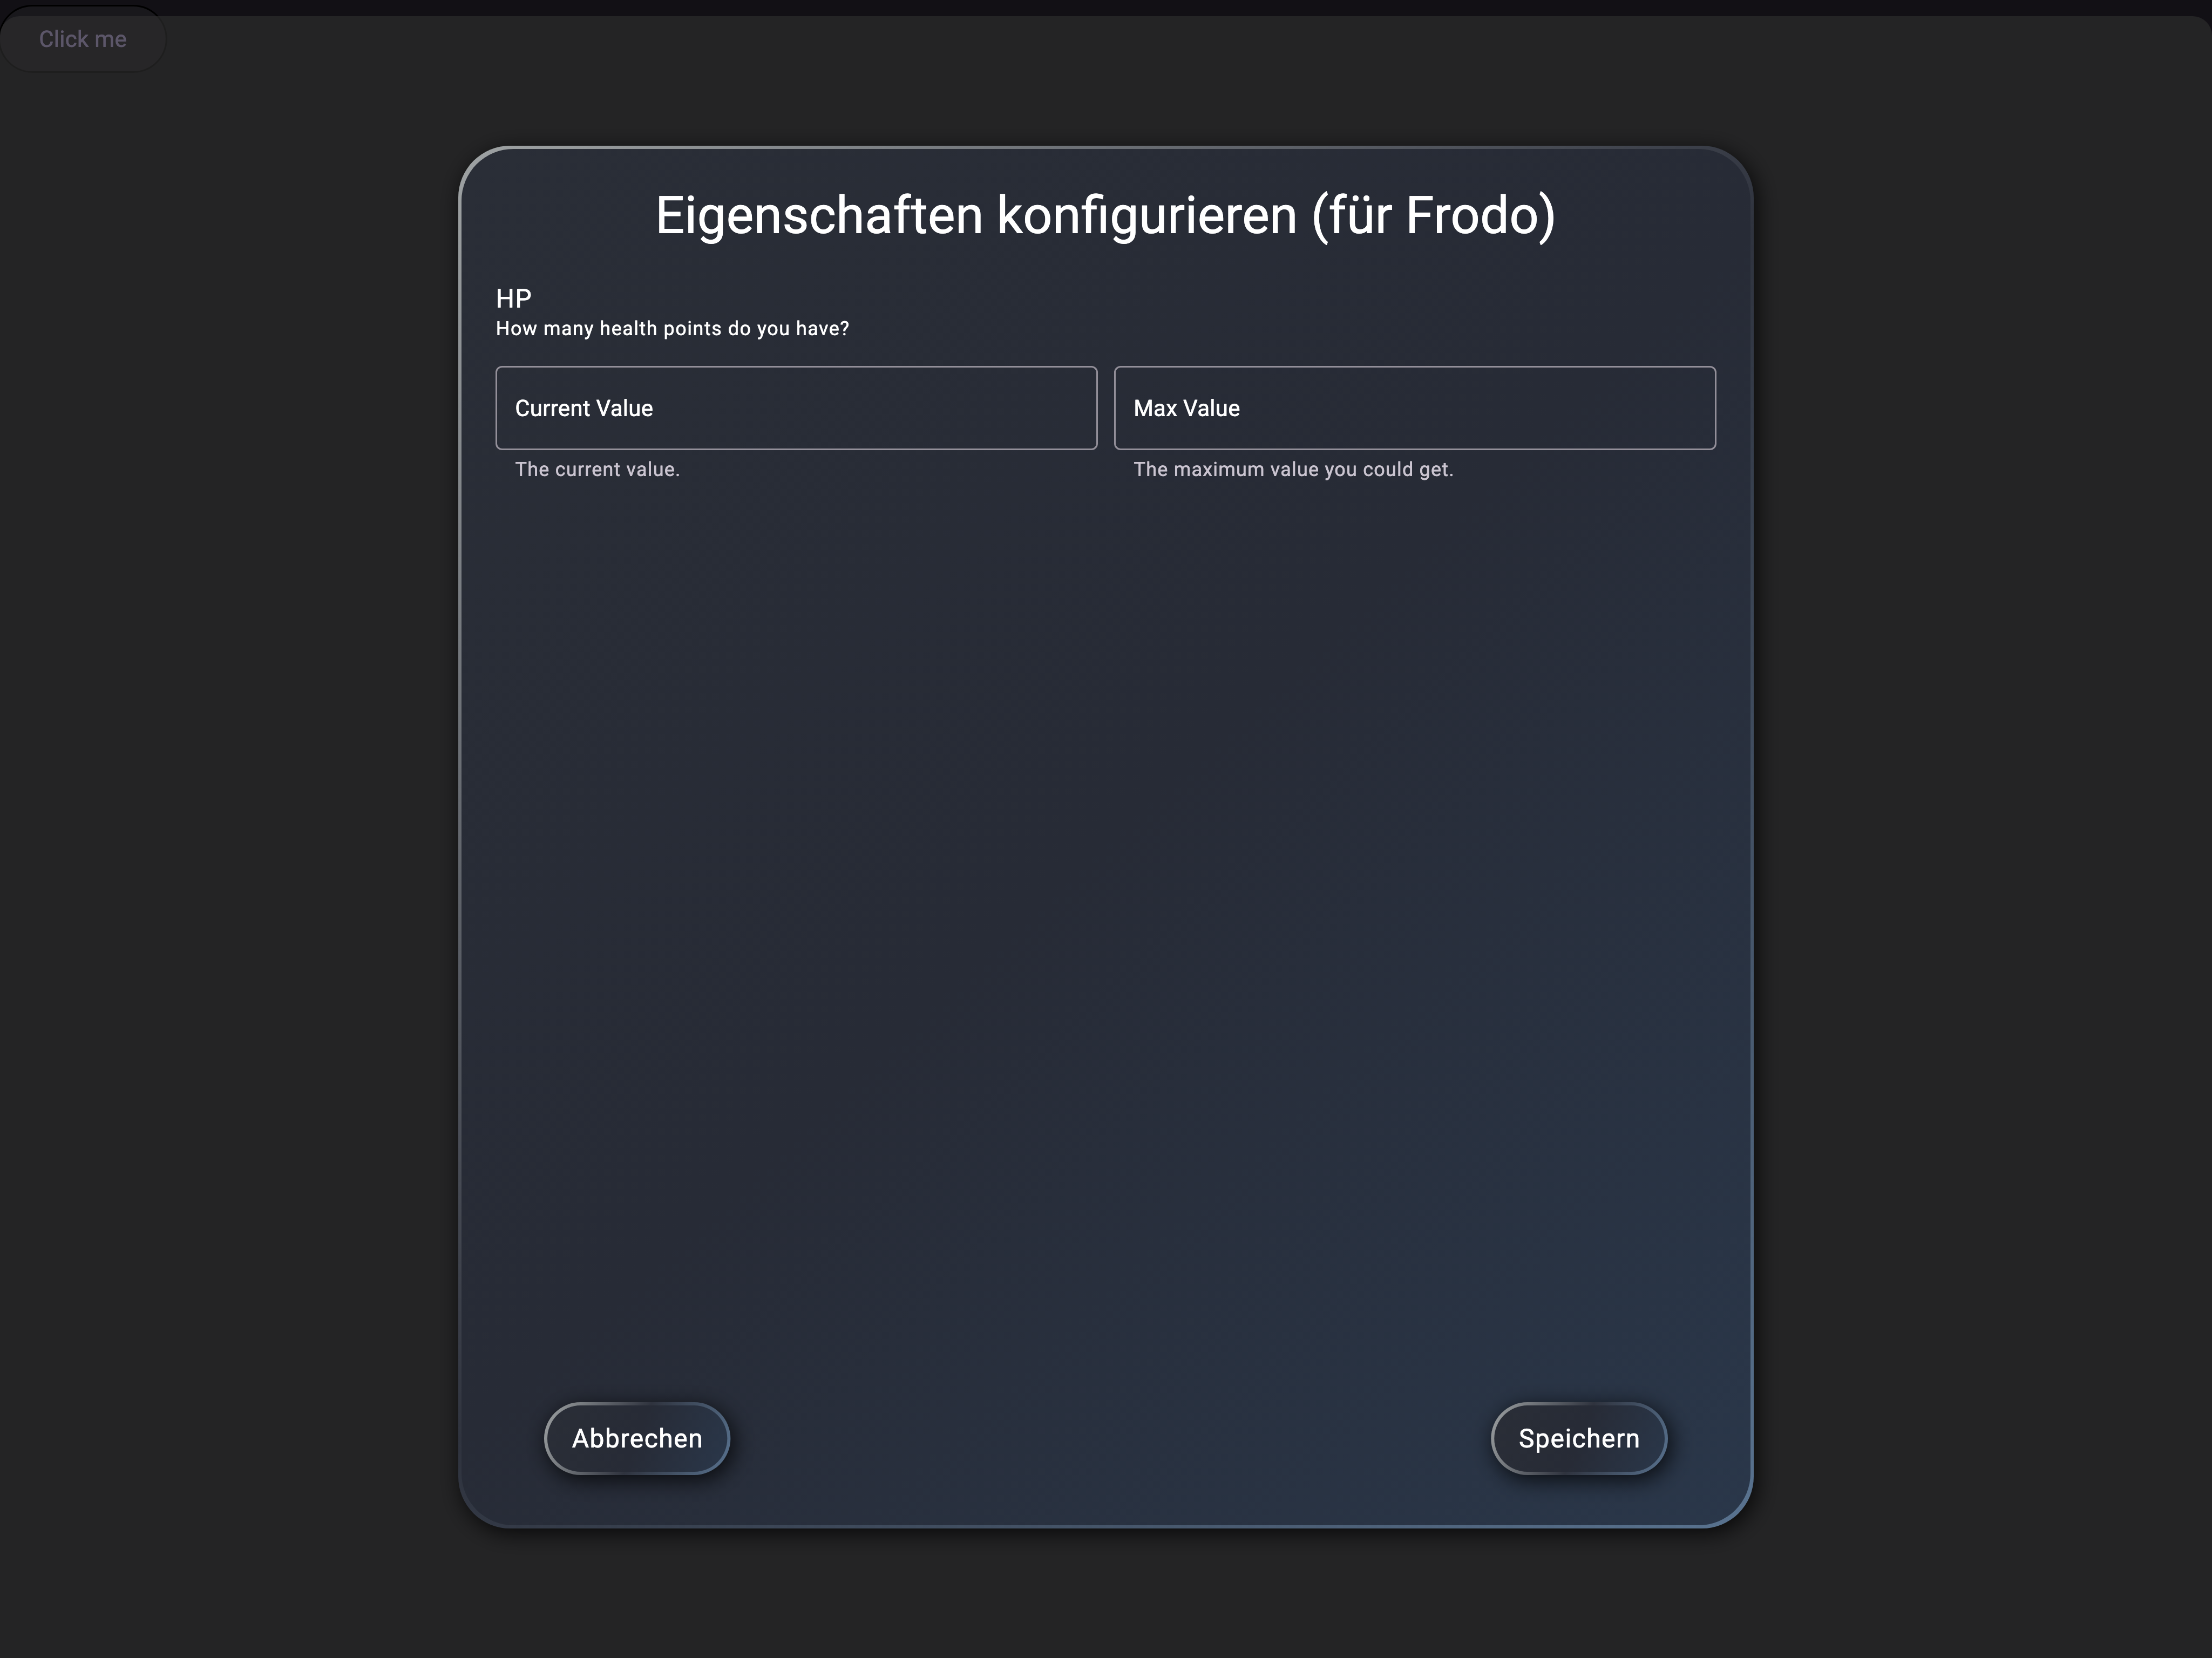 Click me
Eigenschaften konfigurieren (für Frodo)
HP
How many health points do you have?
Current Value
Max Value
The current value.
The maximum value you could get.
Abbrechen
Speichern